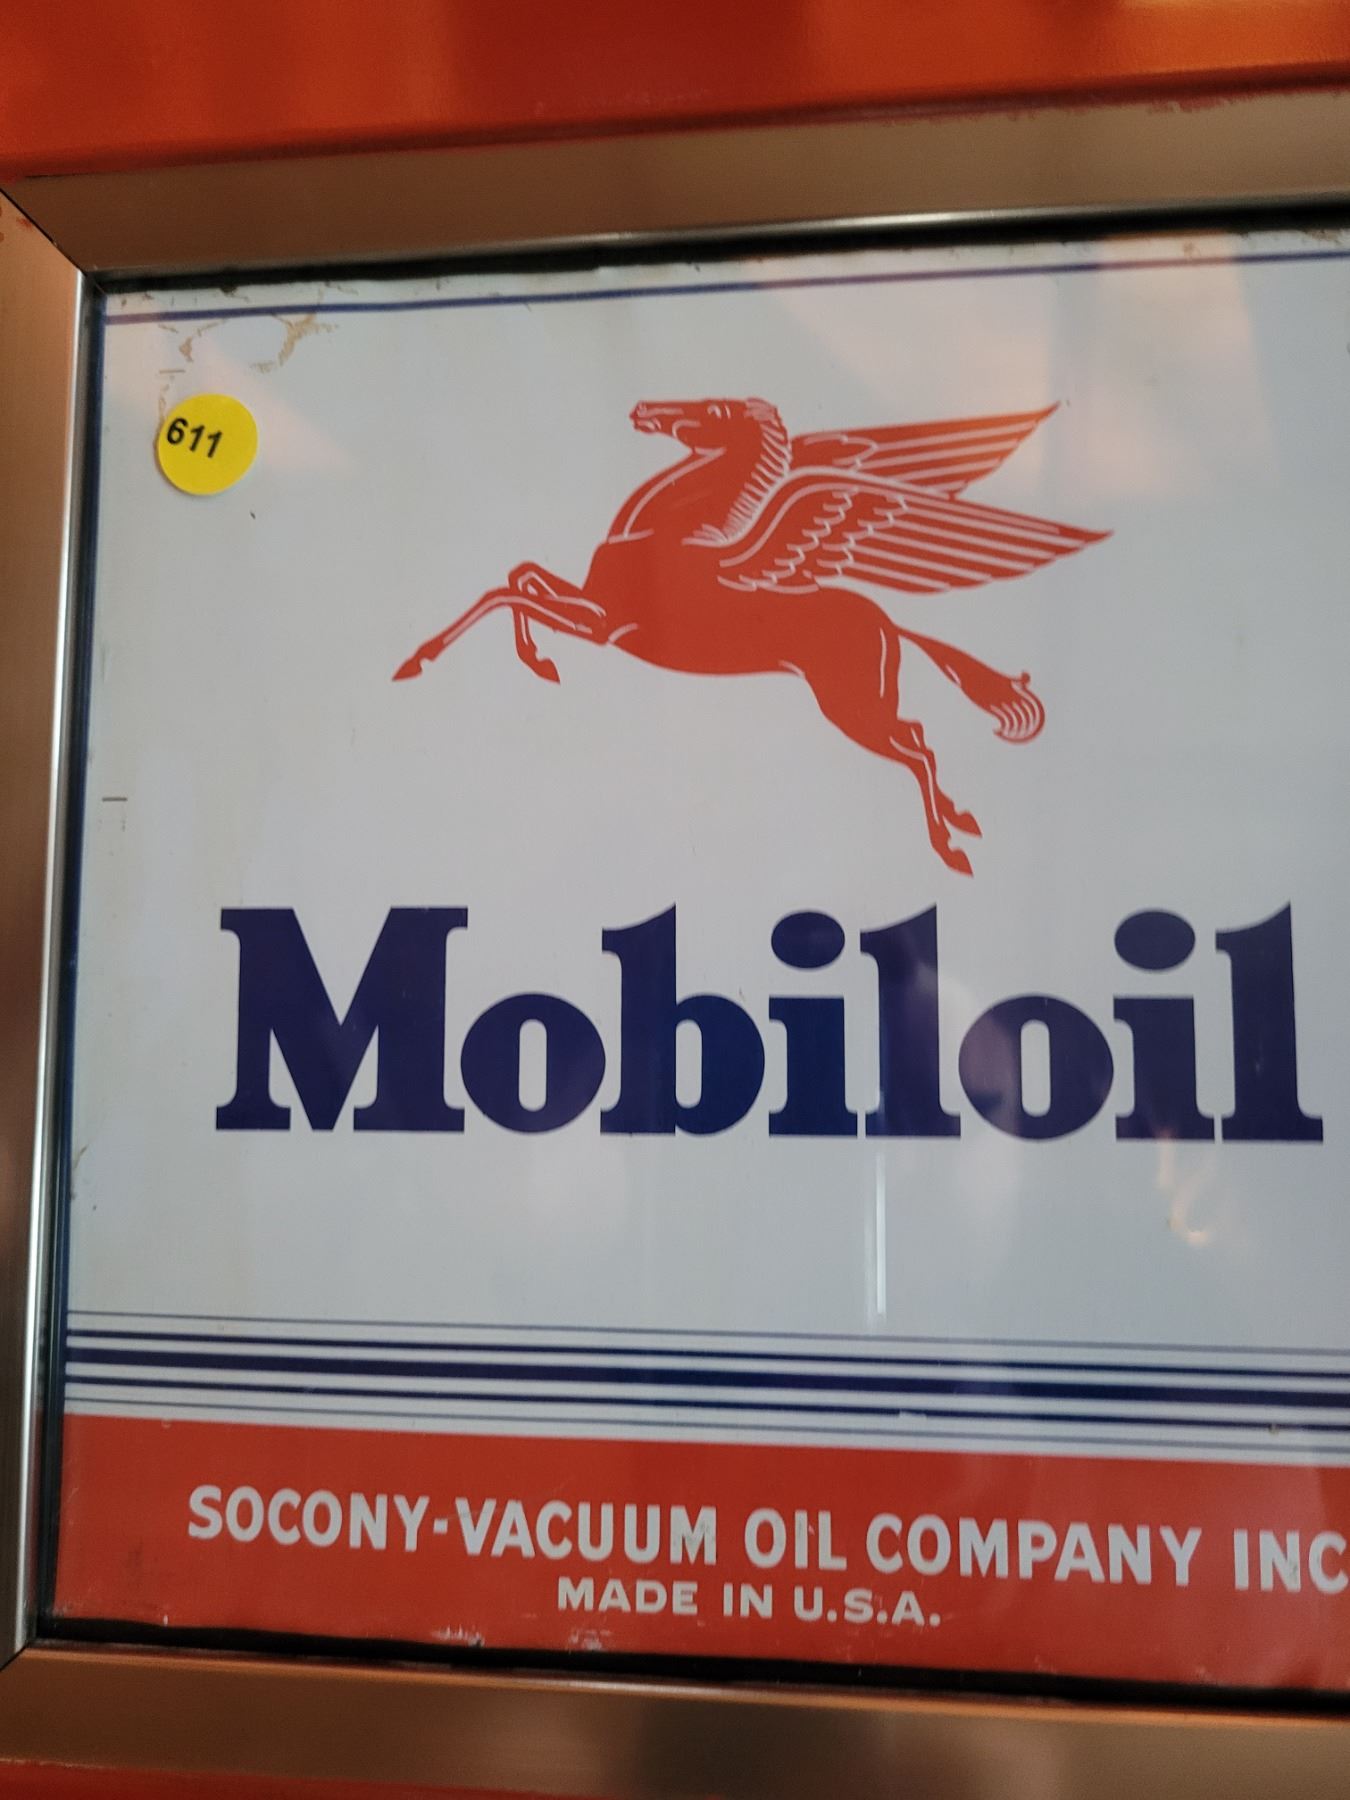 611
Mobiloil
SOCONY-VACUUM OIL COMPANY INC
MADE IN U.S.A.